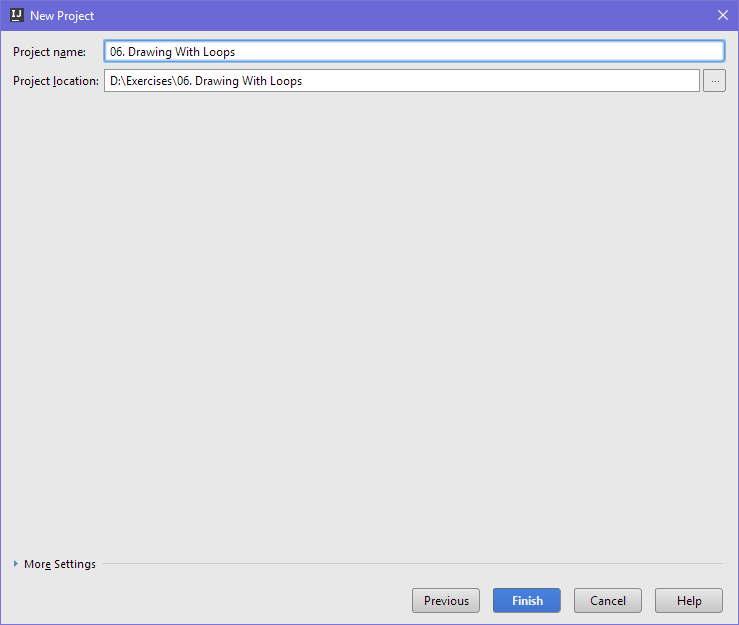 IJ New Project
Project name: 06. Drawing With Loops
Project location: D:\Exercises\06. Drawing With Loops ...
More Settings
Previous Finish Cancel Help